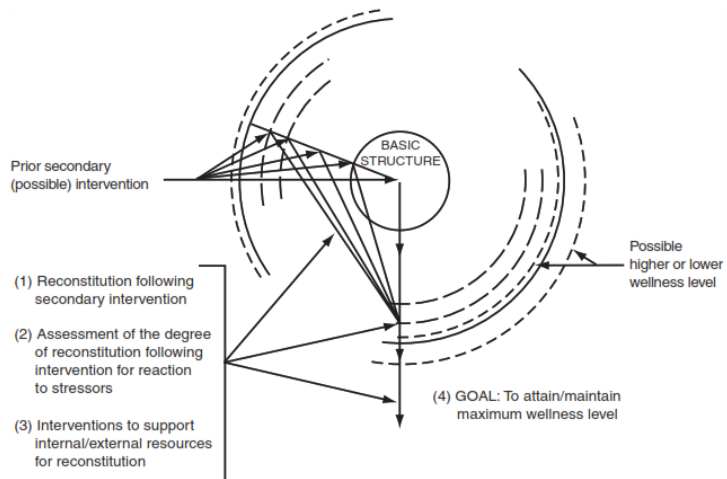 BASIC
STRUCTURE
Prior secondary
(possible) intervention
Possible
higher or lower
wellness level
(1) Reconstitution following
secondary intervention
(2) Assessment of the degree
of reconstitution following
intervention for reaction
to stressors
(3) Interventions to support
internal/external resources
for reconstitution
(4) GOAL: To attain/maintain
maximum wellness level